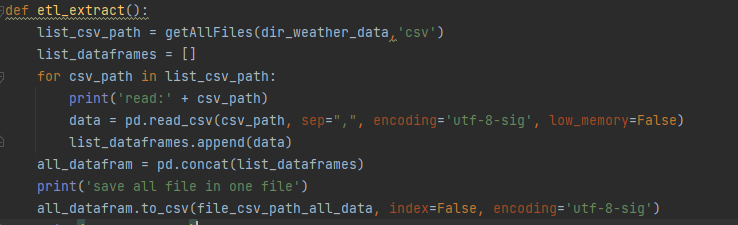 def etl_extract():
list_csv_path = getAllFiles(dir_weather_data,'csv')
list_dataframes = []
for csv_path in list_csv_path:
print('read:' + csv_path)
data = pd.read_csv(csv_path, sep=",", encoding='utf-8-sig', low_memory=False)
list_dataframes.append(data)
all_datafram = pd.concat(list_dataframes)
print('save all file in one file')
all_datafram.to_csv(file_csv_path_all_data, index=False, encoding='utf-8-sig')